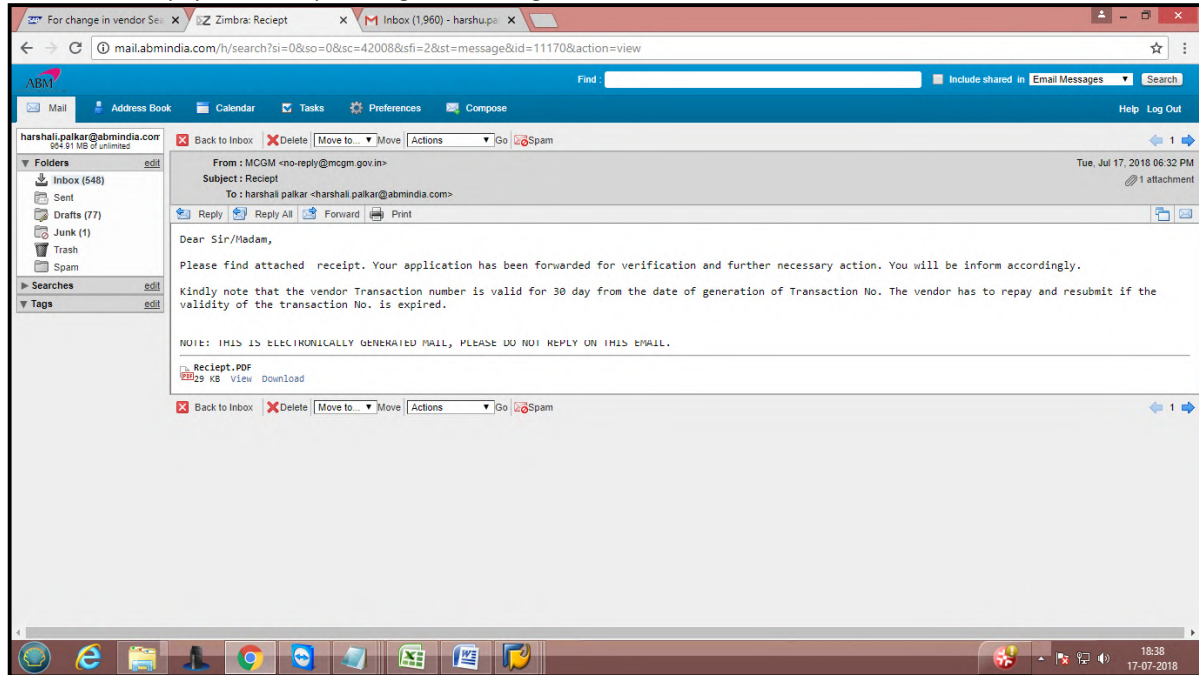 For change in vendor Sea
Zimbra: Reciept
Inbox (1,960) - harshu.pa
mail.abmindia.com/h/search?si=0&so=0&sc=42008&sfi=2&st=message&id=11170&action=view
ABM
Find :
Include shared in Email Messages Search
Mail Address Book Calendar Tasks Preferences Compose
Help Log Out
harshali.palkar@abmindia.com
964.91 MB of unlimited
Folders edit
Inbox (548)
Sent
Drafts (77)
Junk (1)
Trash
Spam
Searches edit
Tags edit
Back to Inbox Delete Move to... Move Actions Go Spam 1
From : MCGM <no-reply@mcgm.gov.in>
Tue, Jul 17, 2018 06:32 PM
Subject : Reciept
1 attachment
To : harshali palkar <harshali.palkar@abmindia.com>
Reply Reply All Forward Print
Dear Sir/Madam,
Please find attached receipt. Your application has been forwarded for verification and further necessary action. You will be inform accordingly.
Kindly note that the vendor Transaction number is valid for 30 day from the date of generation of Transaction No. The vendor has to repay and resubmit if the
validity of the transaction No. is expired.
NOTE: THIS IS ELECTRONICALLY GENERATED MAIL, PLEASE DO NOT REPLY ON THIS EMAIL.
Reciept.PDF
29 KB View Download
Back to Inbox Delete Move to... Move Actions Go Spam 1
18:38
17-07-2018